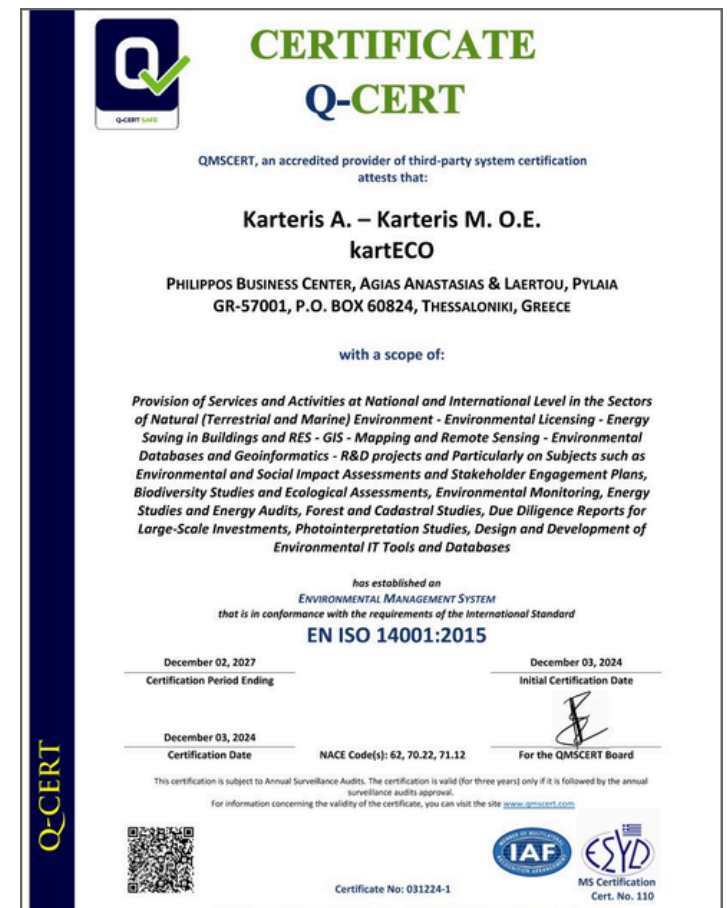 Q-CERT SAFE
CERTIFICATE
Q-CERT
QMSCERT, an accredited provider of third-party system certification
attests that:
Karteris A. – Karteris M. O.E.
kartECO
PHILIPPOS BUSINESS CENTER, AGIAS ANASTASIAS & LAERTOU, PYLAIA
GR-57001, P.O. BOX 60824, THESSALONIKI, GREECE
with a scope of:
Provision of Services and Activities at National and International Level in the Sectors
of Natural (Terrestrial and Marine) Environment - Environmental Licensing - Energy
Saving in Buildings and RES - GIS - Mapping and Remote Sensing - Environmental
Databases and Geoinformatics - R&D projects and Particularly on Subjects such as
Environmental and Social Impact Assessments and Stakeholder Engagement Plans,
Biodiversity Studies and Ecological Assessments, Environmental Monitoring, Energy
Studies and Energy Audits, Forest and Cadastral Studies, Due Diligence Reports for
Large-Scale Investments, Photointerpretation Studies, Design and Development of
Environmental IT Tools and Databases
has established an
ENVIRONMENTAL MANAGEMENT SYSTEM
that is in conformance with the requirements of the International Standard
EN ISO 14001:2015
December 02, 2027
Certification Period Ending
December 03, 2024
Initial Certification Date
December 03, 2024
Certification Date
NACE Code(s): 62, 70.22, 71.12
For the QMSCERT Board
This certification is subject to Annual Surveillance Audits. The certification is valid (for three years) only if it is followed by the annual
surveillance audits approval.
For information concerning the validity of the certificate, you can visit the site www.qmscert.com
Q-CERT
MEMBER OF MULTILATERAL
IAF
RECOGNITION ARRANGEMENT
ESYD
MS Certification
Cert. No. 110
Certificate No: 031224-1